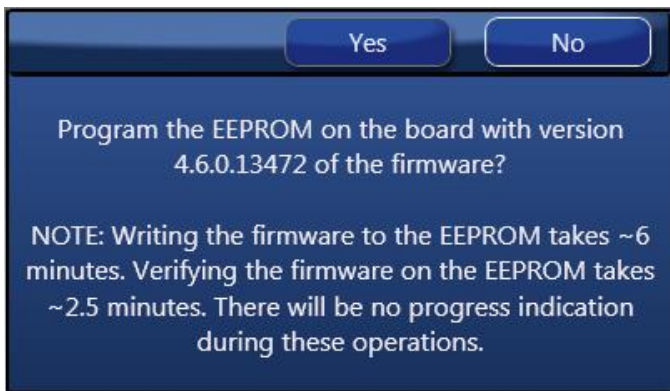 Yes No
Program the EEPROM on the board with version
4.6.0.13472 of the firmware?
NOTE: Writing the firmware to the EEPROM takes ~6
minutes. Verifying the firmware on the EEPROM takes
~2.5 minutes. There will be no progress indication
during these operations.